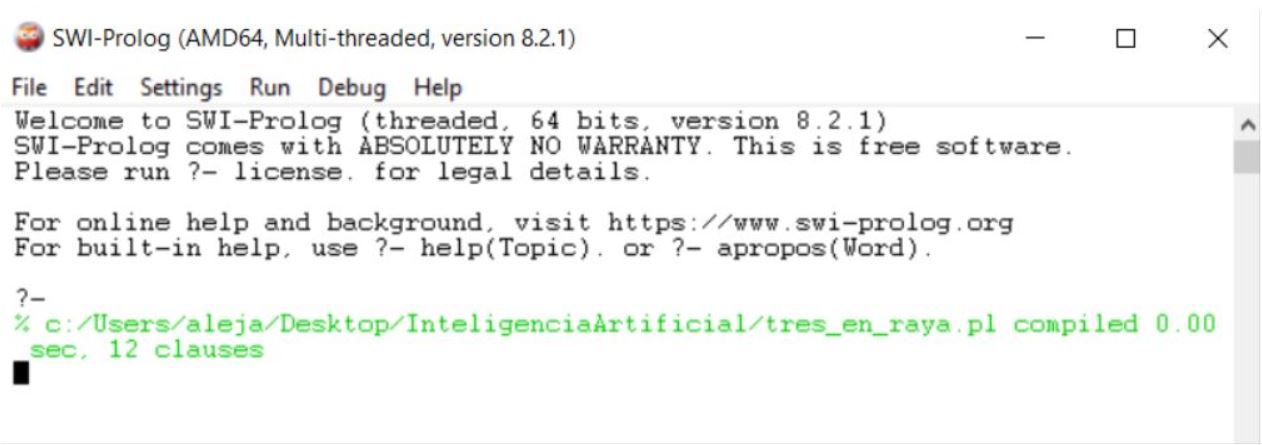 SWI-Prolog (AMD64, Multi-threaded, version 8.2.1)
File Edit Settings Run Debug Help
Welcome to SWI-Prolog (threaded, 64 bits, version 8.2.1)
SWI-Prolog comes with ABSOLUTELY NO WARRANTY. This is free software.
Please run ?- license. for legal details.
For online help and background, visit https://www.swi-prolog.org
For built-in help, use ?- help(Topic). or ?- apropos(Word).
?-
% c:/Users/aleja/Desktop/InteligenciaArtificial/tres_en_raya.pl compiled 0.00
sec, 12 clauses